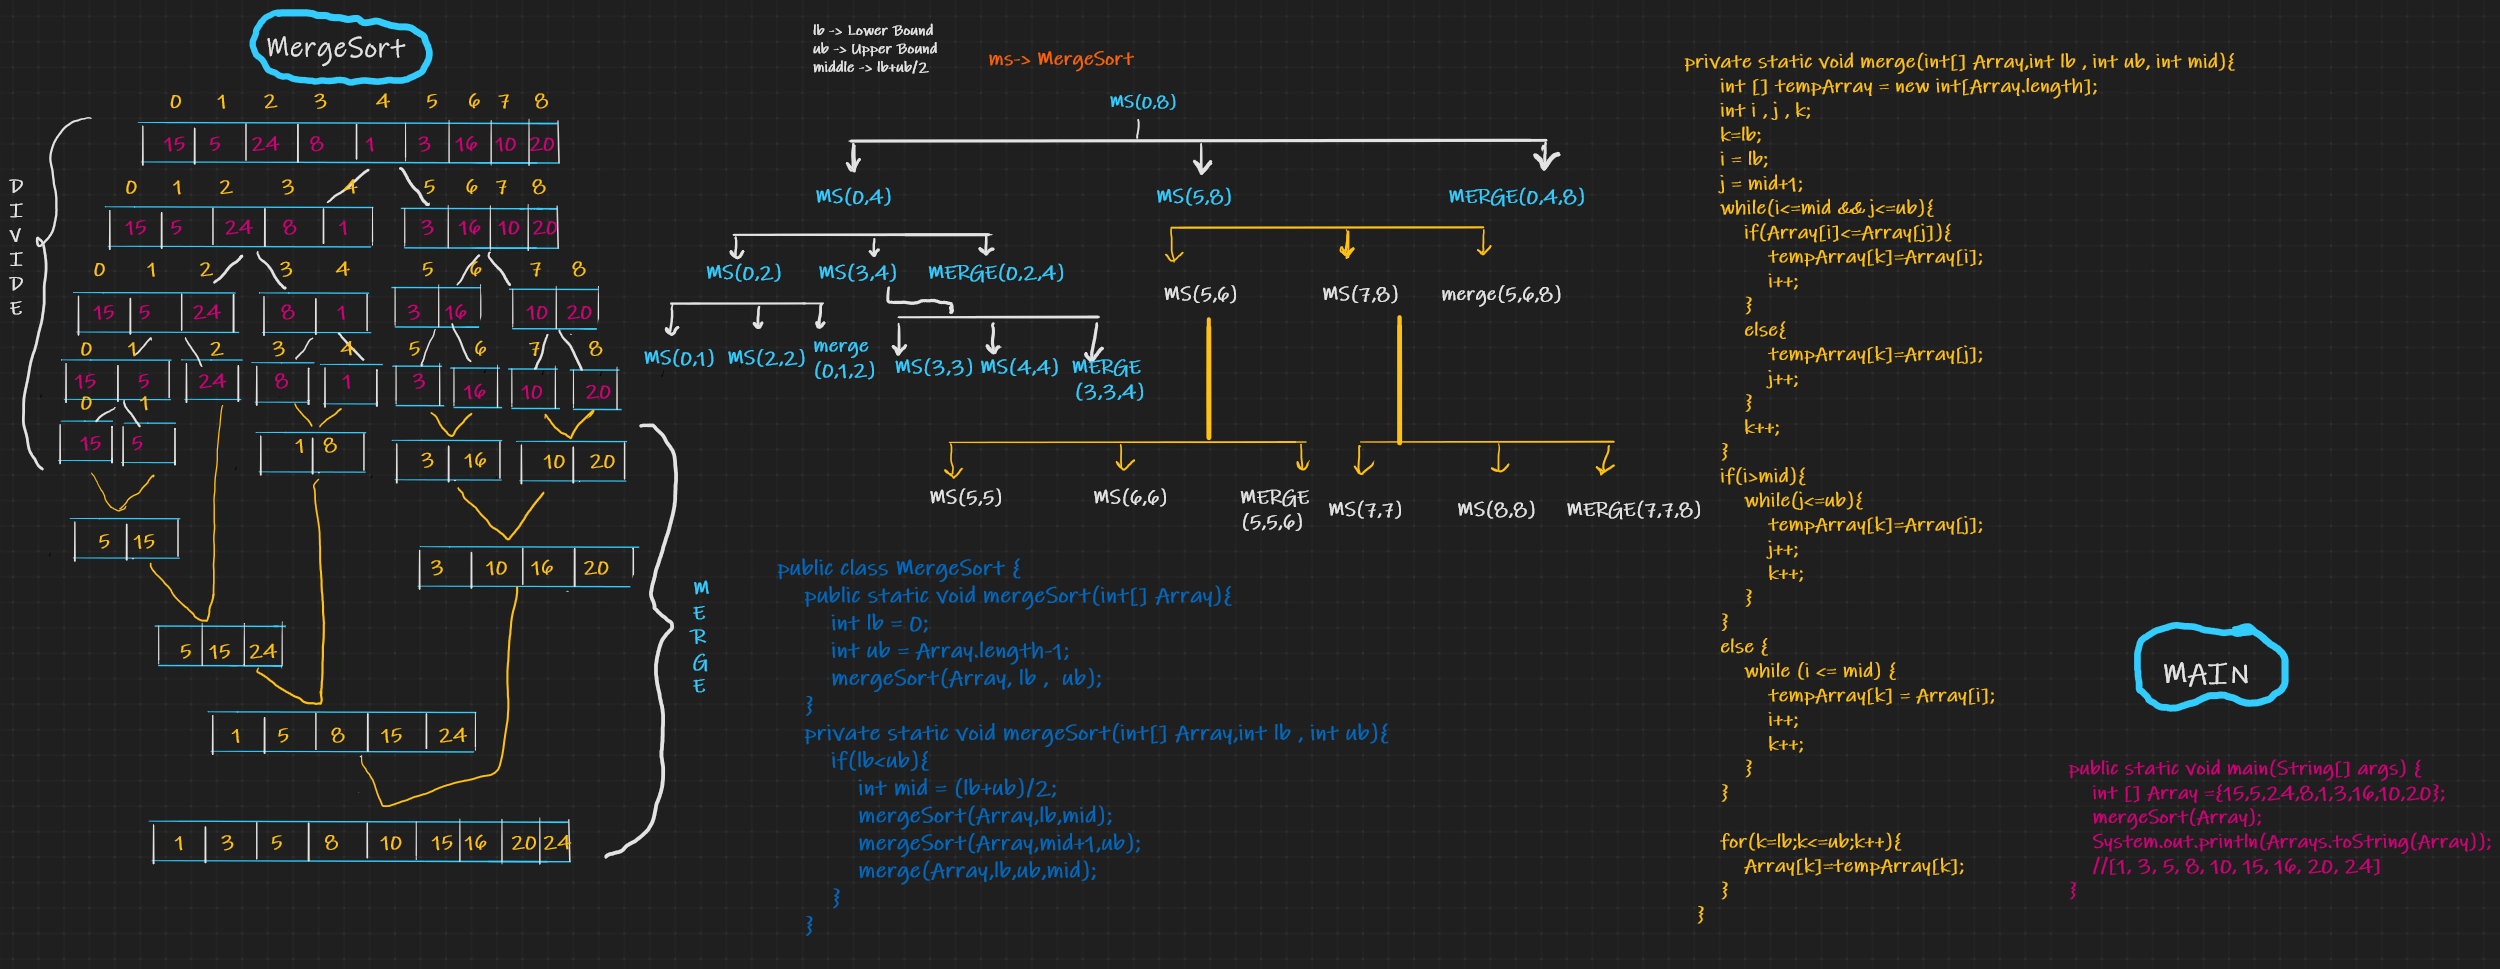 MergeSort
0 1 2 3 4 5 6 7 8
15 5 24 8 1 3 16 10 20
DIVIDE
0 1 2 3 4 5 6 7 8
15 5 24 8 1 3 16 10 20
0 1 2 3 4 5 6 7 8
15 5 24 8 1 3 16 10 20
0 1 2 3 4 5 6 7 8
15 5 24 8 1 3 16 10 20
0 1
15 5
1 8 3 16 10 20
5 15
3 10 16 20
5 15 24
1 5 8 15 24
1 3 5 8 10 15 16 20 24
MERGE
lb -> Lower Bound
ub -> Upper Bound
middle -> lb+ub/2
ms-> MergeSort
MS(0,8)
MS(0,4) MS(5,8) MERGE(0,4,8)
MS(0,2) MS(3,4) MERGE(0,2,4)
MS(5,6) MS(7,8) merge(5,6,8)
MS(0,1) MS(2,2) merge
(0,1,2)
MS(3,3) MS(4,4) MERGE
(3,3,4)
MS(5,5) MS(6,6) MERGE
(5,5,6)
MS(7,7) MS(8,8) MERGE(7,7,8)
public class MergeSort {
public static void mergeSort(int[] Array){
int lb = 0;
int ub = Array.length-1;
mergeSort(Array, lb , ub);
}
private static void mergeSort(int[] Array,int lb , int ub){
if(lb<ub){
int mid = (lb+ub)/2;
mergeSort(Array,lb,mid);
mergeSort(Array,mid+1,ub);
merge(Array,lb,ub,mid);
}
}
private static void merge(int[] Array,int lb , int ub, int mid){
int [] tempArray = new int[Array.length];
int i , j , k;
k=lb;
i = lb;
j = mid+1;
while(i<=mid && j<=ub){
if(Array[i]<=Array[j]){
tempArray[k]=Array[i];
i++;
}
else{
tempArray[k]=Array[j];
j++;
}
k++;
}
if(i>mid){
while(j<=ub){
tempArray[k]=Array[j];
j++;
k++;
}
}
else {
while (i <= mid) {
tempArray[k] = Array[i];
i++;
k++;
}
}
for(k=lb;k<=ub;k++){
Array[k]=tempArray[k];
}
}
MAIN
public static void main(String[] args) {
int [] Array ={15,5,24,8,1,3,16,10,20};
mergeSort(Array);
System.out.println(Arrays.toString(Array));
//[1, 3, 5, 8, 10, 15, 16, 20, 24]
}